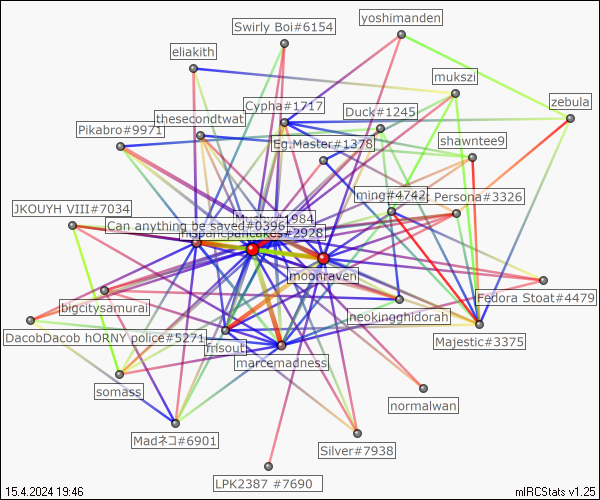 yoshimanden
Swirly Boi#6154
eliakith
mukszi
zebula
Cypha#1717
Duck#1245
thesecondtwat
Pikabro#9971
shawntee9
Eg.Master#1378
ming#4742
Persona#3326
JKOUYH VIII#7034
#1984
Can anything be saved#0396
pancakes#2928
moonraven
Fedora Stoat#4479
bigcitysamurai
neokingghidorah
DacobDacob hORNY police#5271
frisout
Majestic#3375
marcemadness
somass
normalwan
Madネコ#6901
Silver#7938
LPK2387 #7690
15.4.2024 19:46
mIRCStats v1.25